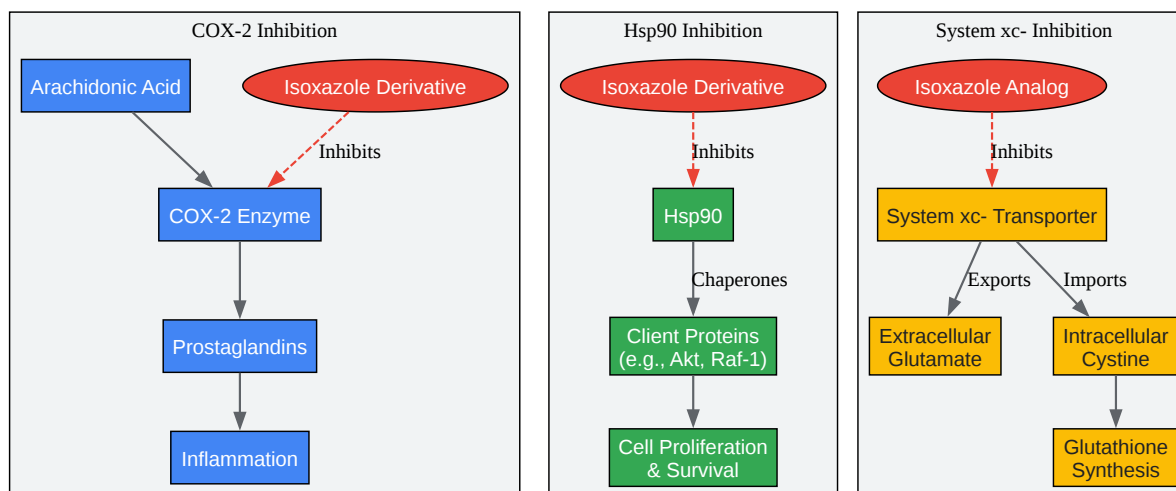 COX-2 Inhibition
Arachidonic Acid
Isoxazole Derivative
Inhibits
COX-2 Enzyme
Prostaglandins
Inflammation
Hsp90 Inhibition
Isoxazole Derivative
Inhibits
Hsp90
Chaperones
Client Proteins
(e.g., Akt, Raf-1)
Cell Proliferation
& Survival
System xc- Inhibition
Isoxazole Analog
Inhibits
System xc- Transporter
Exports
Imports
Extracellular
Glutamate
Intracellular
Cystine
Glutathione
Synthesis